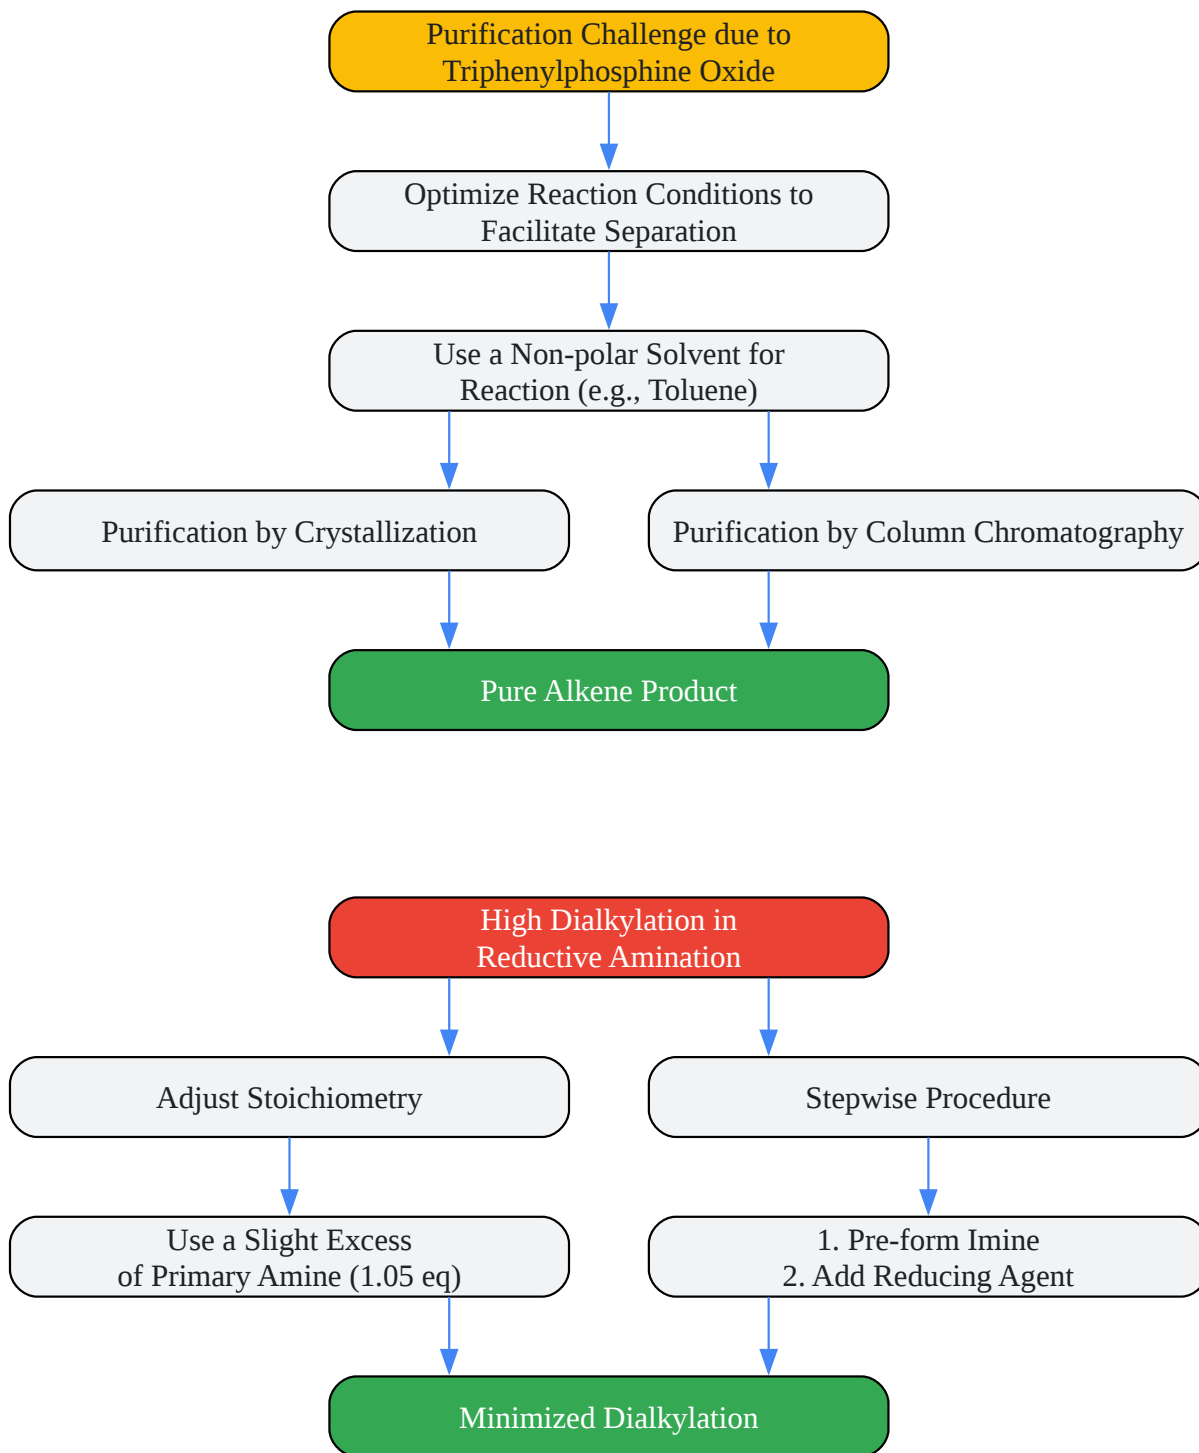 Purification Challenge due to
Triphenylphosphine Oxide
Optimize Reaction Conditions to
Facilitate Separation
Use a Non-polar Solvent for
Reaction (e.g., Toluene)
Purification by Crystallization
Purification by Column Chromatography
Pure Alkene Product
High Dialkylation in
Reductive Amination
Adjust Stoichiometry
Stepwise Procedure
Use a Slight Excess
of Primary Amine (1.05 eq)
1. Pre-form Imine
2. Add Reducing Agent
Minimized Dialkylation